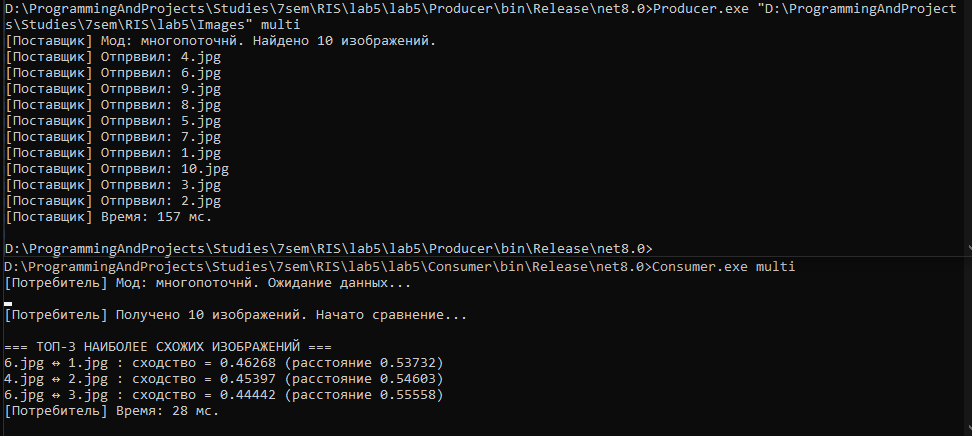 D:\ProgrammingAndProjects\Studies\7sem\RIS\lab5\lab5\Producer\bin\Release\net8.0>Producer.exe "D:\ProgrammingAndProject
s\Studies\7sem\RIS\lab5\Images" multi
[Поставщик] Мод: многопоточнй. Найдено 10 изображений.
[Поставщик] Отпрввил: 4.jpg
[Поставщик] Отпрввил: 6.jpg
[Поставщик] Отпрввил: 9.jpg
[Поставщик] Отпрввил: 8.jpg
[Поставщик] Отпрввил: 5.jpg
[Поставщик] Отпрввил: 7.jpg
[Поставщик] Отпрввил: 1.jpg
[Поставщик] Отпрввил: 10.jpg
[Поставщик] Отпрввил: 3.jpg
[Поставщик] Отпрввил: 2.jpg
[Поставщик] Время: 157 мс.
D:\ProgrammingAndProjects\Studies\7sem\RIS\lab5\lab5\Producer\bin\Release\net8.0>
D:\ProgrammingAndProjects\Studies\7sem\RIS\lab5\lab5\Consumer\bin\Release\net8.0>Consumer.exe multi
[Потребитель] Мод: многопоточнй. Ожидание данных...
[Потребитель] Получено 10 изображений. Начато сравнение...
=== ТОП-3 НАИБОЛЕЕ СХОЖИХ ИЗОБРАЖЕНИЙ ===
6.jpg ↔ 1.jpg : сходство = 0.46268 (расстояние 0.53732)
4.jpg ↔ 2.jpg : сходство = 0.45397 (расстояние 0.54603)
6.jpg ↔ 3.jpg : сходство = 0.44442 (расстояние 0.55558)
[Потребитель] Время: 28 мс.